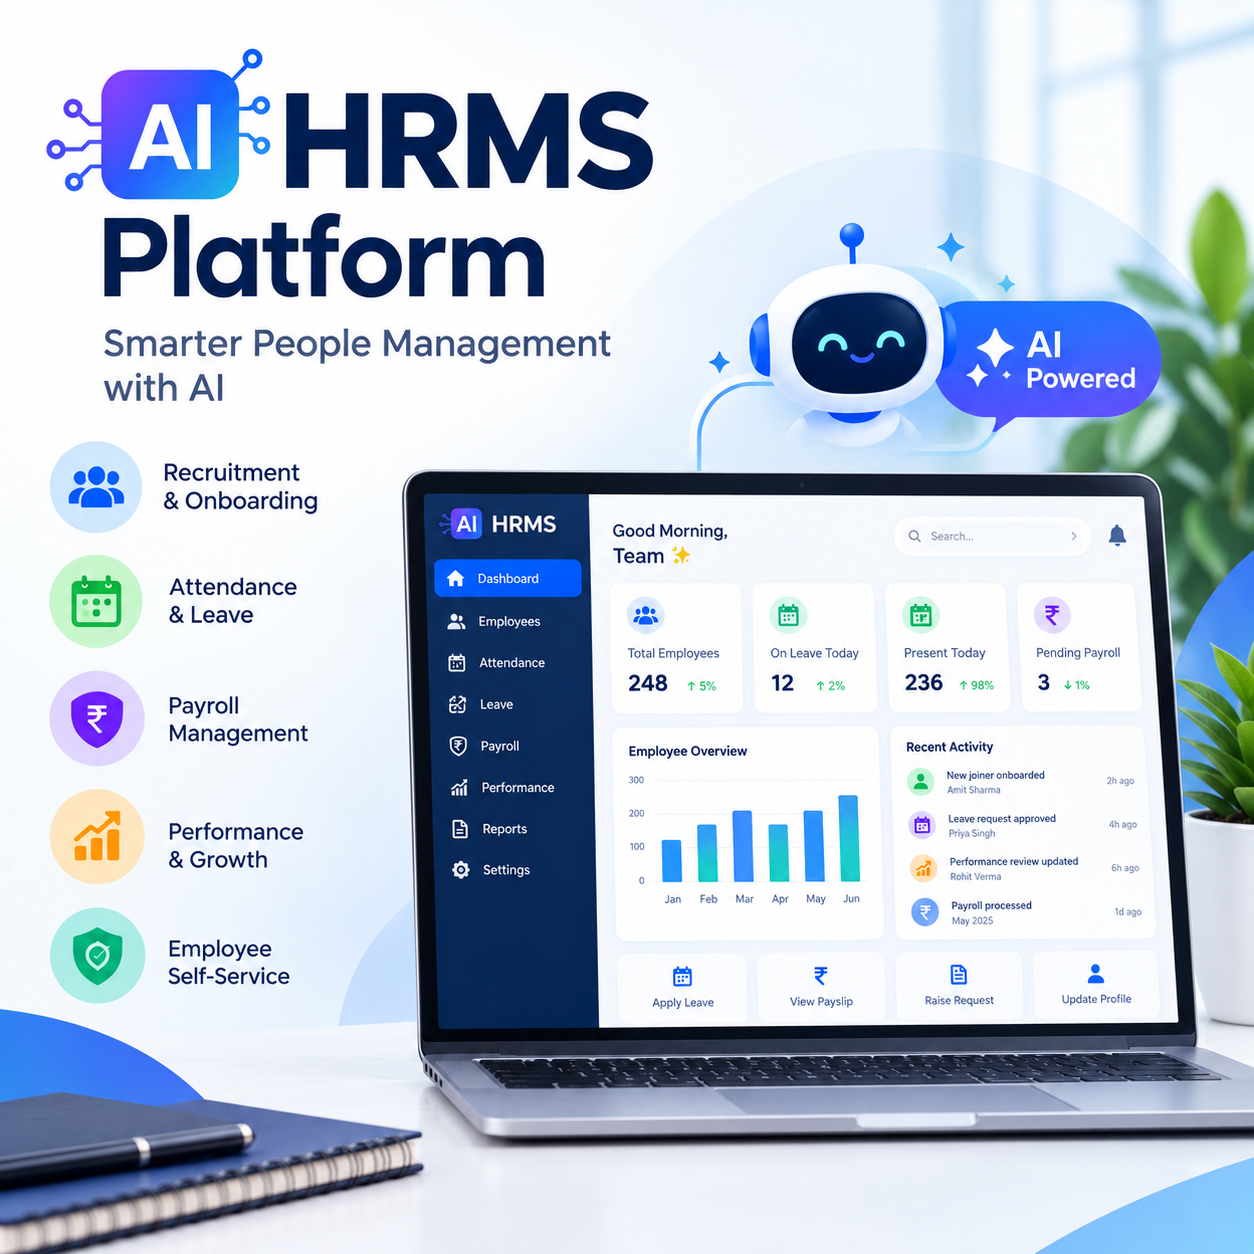 AI HRMS
Platform
Smarter People Management
with AI
AI
Powered
Recruitment
& Onboarding
Attendance
& Leave
Payroll
Management
Performance
& Growth
Employee
Self-Service
AI HRMS
Dashboard
Employees
Attendance
Leave
Payroll
Performance
Reports
Settings
Good Morning,
Team
Search...
Total Employees
248 ↑ 5%
On Leave Today
12 ↑ 2%
Present Today
236 ↑ 98%
Pending Payroll
3 ↓ 1%
Employee Overview
300
200
100
0
Jan Feb Mar Apr May Jun
Recent Activity
New joiner onboarded
Amit Sharma
2h ago
Leave request approved
Priya Singh
4h ago
Performance review updated
Rohit Verma
6h ago
Payroll processed
May 2025
1d ago
Apply Leave
View Payslip
Raise Request
Update Profile